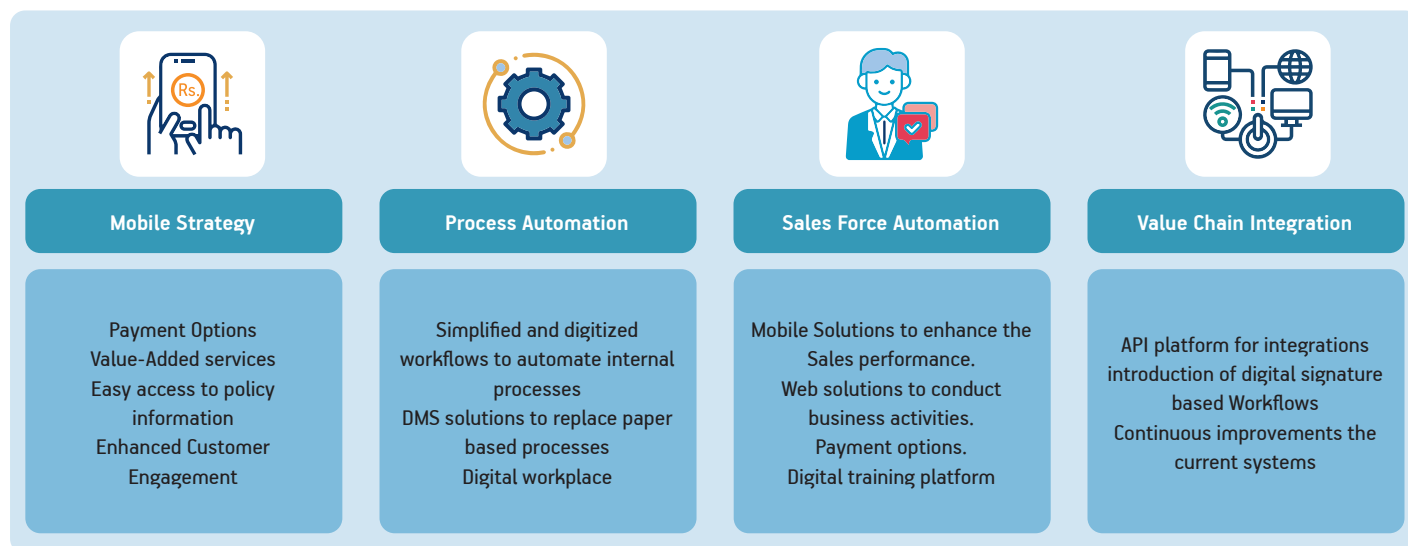 Rs.
Mobile Strategy
Payment Options
Value-Added services
Easy access to policy
information
Enhanced Customer
Engagement
Process Automation
Simplified and digitized
workflows to automate internal
processes
DMS solutions to replace paper
based processes
Digital workplace
Sales Force Automation
Mobile Solutions to enhance the
Sales performance.
Web solutions to conduct
business activities.
Payment options.
Digital training platform
Value Chain Integration
API platform for integrations
introduction of digital signature
based Workflows
Continuous improvements the
current systems